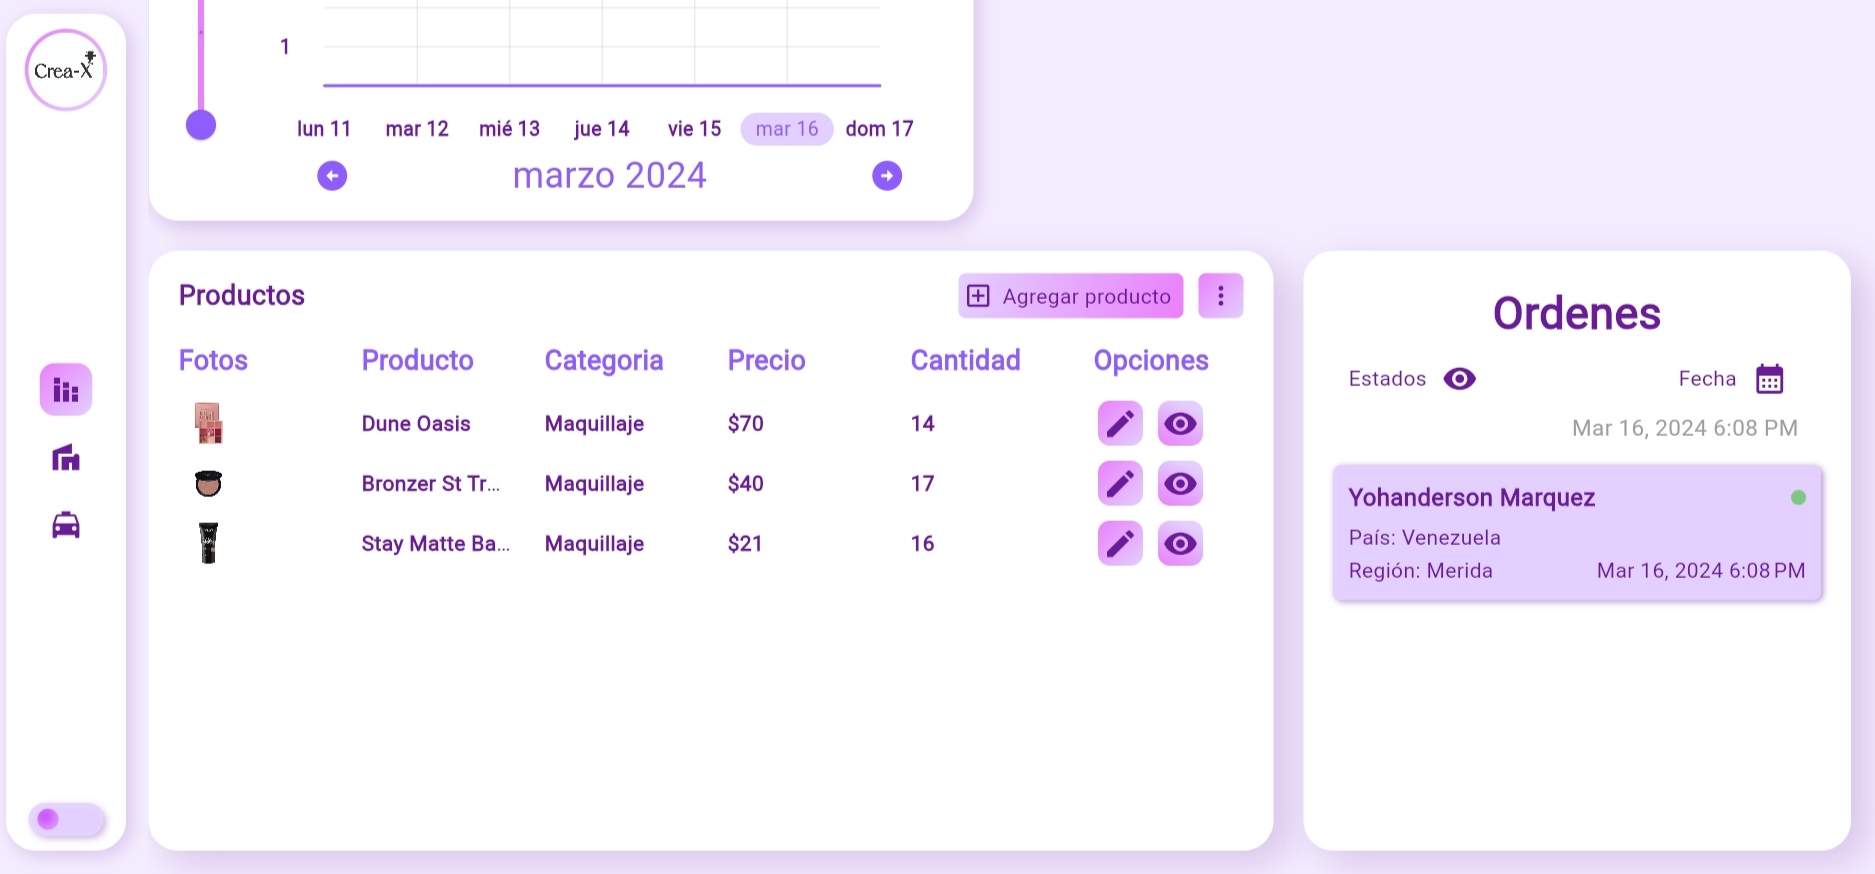 Crea-X
1
lun 11 mar 12 mié 13 jue 14 vie 15 mar 16 dom 17
marzo 2024
Productos
Agregar producto
Fotos Producto Categoria Precio Cantidad Opciones
Dune Oasis Maquillaje $70 14
Bronzer St Tr... Maquillaje $40 17
Stay Matte Ba... Maquillaje $21 16
Ordenes
Estados Fecha
Mar 16, 2024 6:08 PM
Yohanderson Marquez
País: Venezuela
Región: Merida Mar 16, 2024 6:08 PM